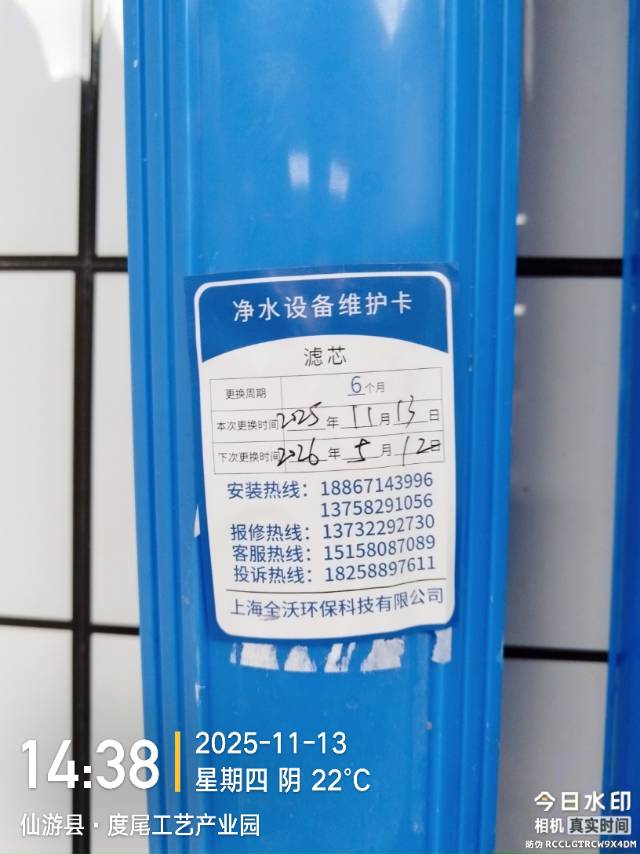 净水设备维护卡
滤芯
更换周期 6个月
本次更换时间 2025年11月13日
下次更换时间 2026年5月12日
安装热线：18867143996
13758291056
报修热线：13732292730
客服热线：15158087089
投诉热线：18258897611
上海全沃环保科技有限公司
14:38
2025-11-13
星期四 阴 22°C
仙游县·度尾工艺产业园
今日水印
相机 真实时间
防伪 RCCLGTRCW9X4DM